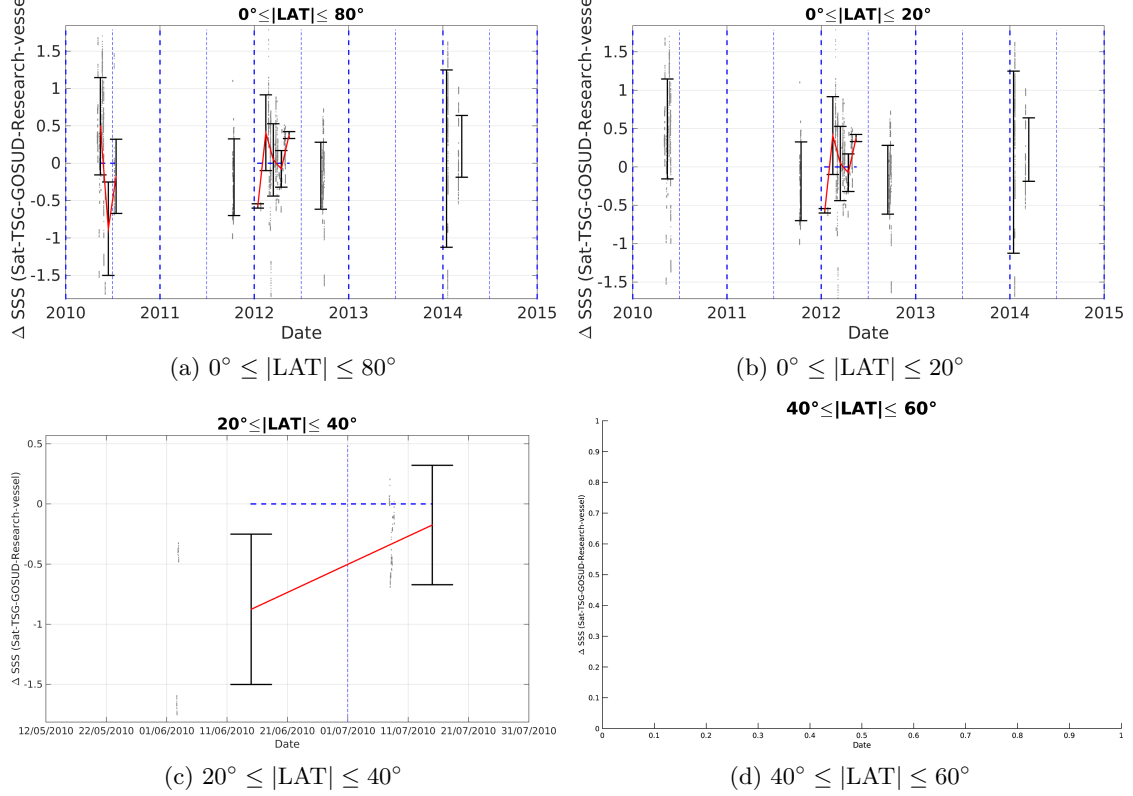 0°≤|LAT|≤ 80°
Δ SSS (Sat-TSG-GOSUD-Research-vessel)
1.5
1
0.5
0
-0.5
-1
-1.5
2010 2011 2012 2013 2014 2015
Date
(a) 0° ≤ |LAT| ≤ 80°
0°≤|LAT|≤ 20°
Δ SSS (Sat-TSG-GOSUD-Research-vessel)
1.5
1
0.5
0
-0.5
-1
-1.5
2010 2011 2012 2013 2014 2015
Date
(b) 0° ≤ |LAT| ≤ 20°
20°≤|LAT|≤ 40°
Δ SSS (Sat-TSG-GOSUD-Research-vessel)
0.5
0
-0.5
-1
-1.5
12/05/2010 22/05/2010 01/06/2010 11/06/2010 21/06/2010 01/07/2010 11/07/2010 21/07/2010 31/07/2010
Date
(c) 20° ≤ |LAT| ≤ 40°
40°≤|LAT|≤ 60°
Δ SSS (Sat-TSG-GOSUD-Research-vessel)
1
0.9
0.8
0.7
0.6
0.5
0.4
0.3
0.2
0.1
0
0 0.1 0.2 0.3 0.4 0.5 0.6 0.7 0.8 0.9 1
Date
(d) 40° ≤ |LAT| ≤ 60°